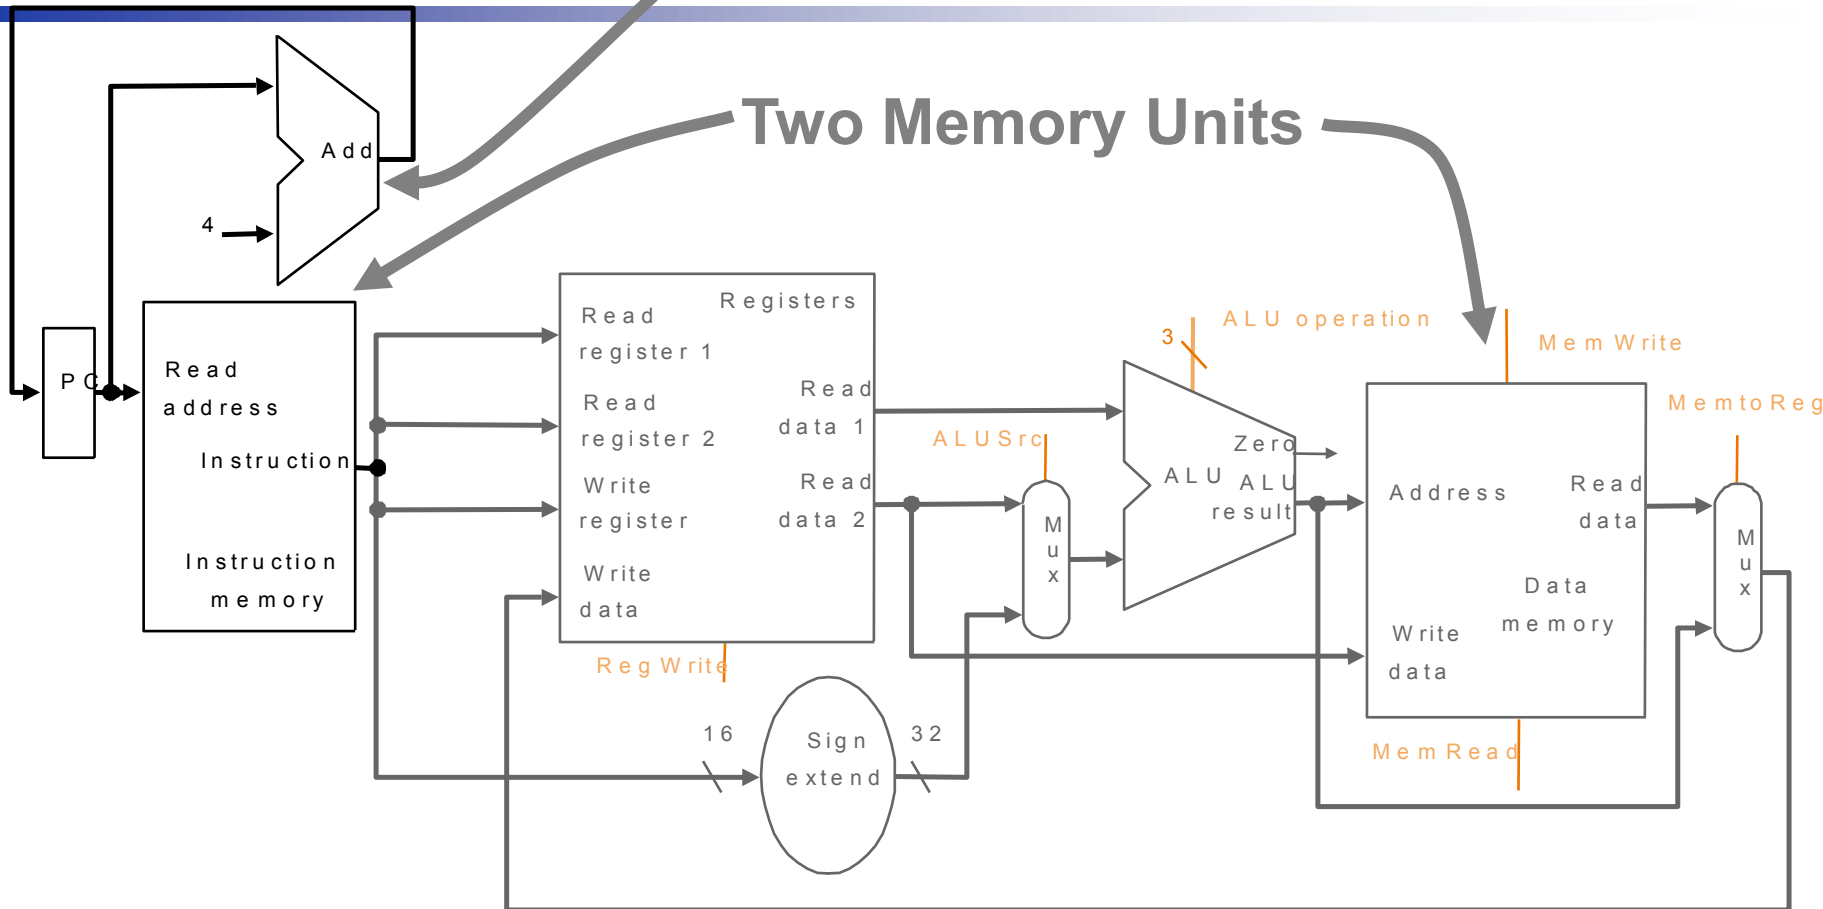 Two Memory Units
Add
4
PC
Read
address
Instruction
Instruction
memory
Registers
Read
register 1
Read
register 2
Write
register
Write
data
Read
data 1
Read
data 2
RegWrite
16
Sign
extend
32
ALUSrc
M
u
x
3
ALU operation
Zero
ALU
ALU
result
MemWrite
Address
Read
data
Data
memory
Write
data
MemRead
MemtoReg
M
u
x